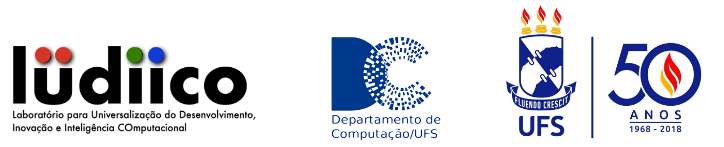 lüdiico
Laboratório para Universalização do Desenvolvimento,
Inovação e Inteligência COmputacional
DC
Departamento de
Computação/UFS
FLUENDO CRESCIT
UFS
50
ANOS
1968 - 2018